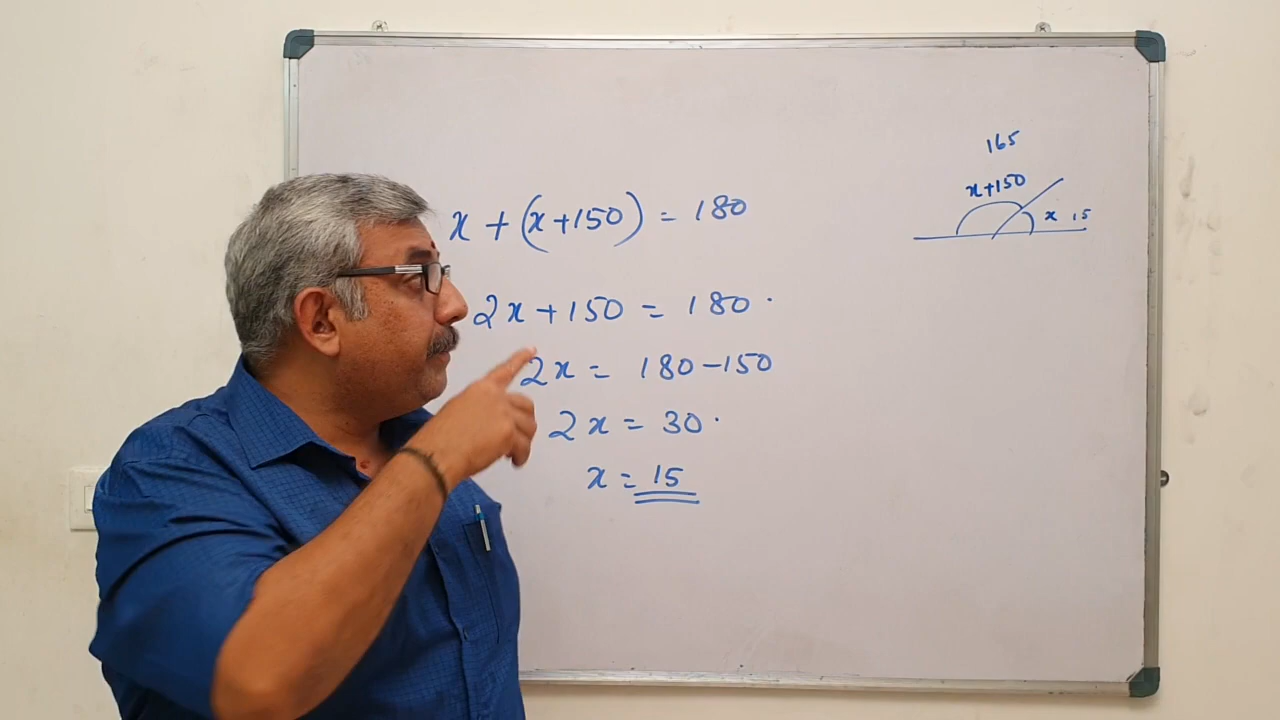 x + (x+150) = 180
2x+150 = 180.
2x = 180-150
2x = 30.
x = 15
165
x+150
x 15